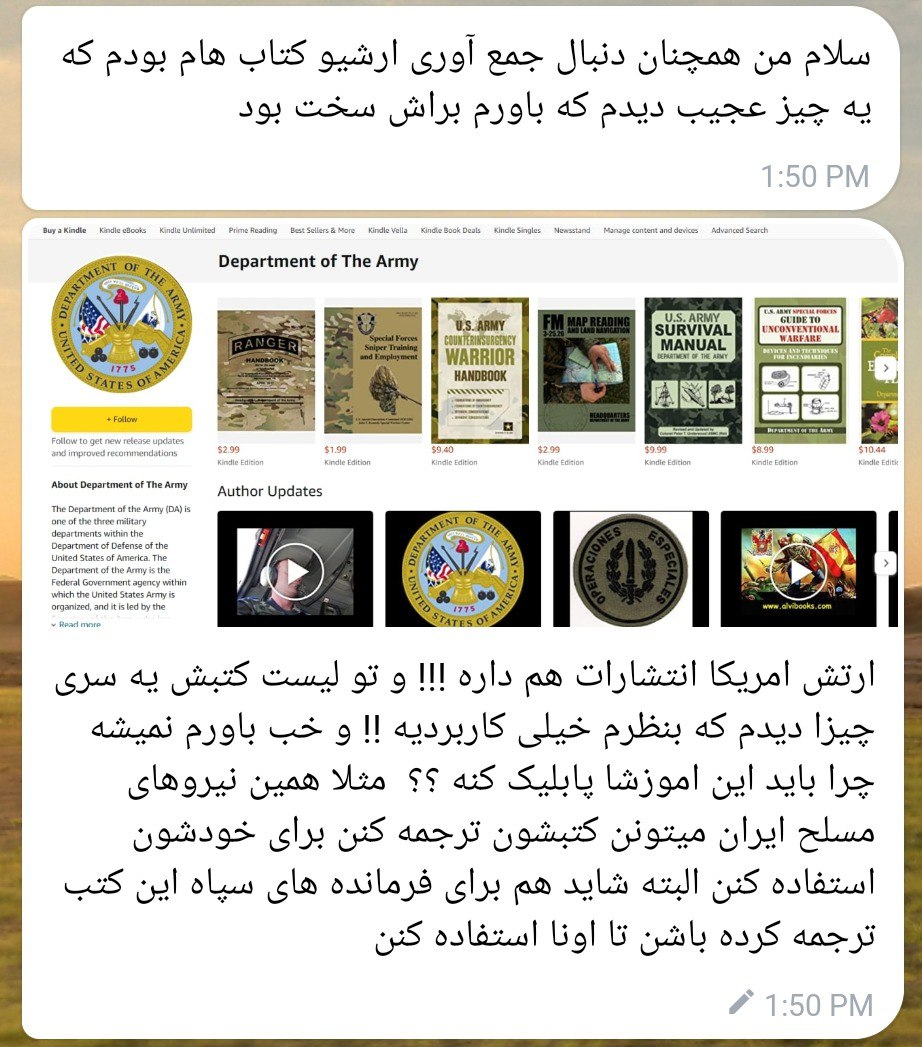 سلام من همچنان دنبال جمع آوری ارشیو کتاب هام بودم که
یه چیز عجیب دیدم که باورم براش سخت بود
1:50 PM
Buy a Kindle Kindle eBooks Kindle Unlimited Prime Reading Best Sellers & More Kindle Vella Kindle Book Deals Kindle Singles Newsstand Manage content and devices Advanced Search
Department of The Army
DEPARTMENT OF THE ARMY
UNITED STATES OF AMERICA
1775
+ Follow
Follow to get new release updates
and improved recommendations
About Department of The Army
The Department of the Army (DA) is
one of the three military
departments within the
Department of Defense of the
United States of America. The
Department of the Army is the
Federal Government agency within
which the United States Army is
organized, and it is led by the
Read more
RANGER
HANDBOOK
$2.99
Kindle Edition
Special Forces
Sniper Training
and Employment
$1.99
Kindle Edition
U.S. ARMY
COUNTERINSURGENCY
WARRIOR
HANDBOOK
$9.40
Kindle Edition
FM 3-25.26
MAP READING
AND LAND NAVIGATION
HEADQUARTERS
DEPARTMENT OF THE ARMY
$2.99
Kindle Edition
U.S. ARMY
SURVIVAL
MANUAL
DEPARTMENT OF THE ARMY
$9.99
Kindle Edition
U.S. ARMY SPECIAL FORCES
GUIDE TO
UNCONVENTIONAL
WARFARE
DEVICES AND TECHNIQUES
FOR INCENDIARIES
DEPARTMENT OF THE ARMY
$8.99
Kindle Edition
$10.44
Kindle Editi
Author Updates
DEPARTMENT OF THE ARMY
UNITED STATES OF AMERICA
1775
OPERACIONES ESPECIALES
www.alvibooks.com
ارتش امریکا انتشارات هم داره !!! و تو لیست کتبش یه سری
چیزا دیدم که بنظرم خیلی کاربردیه !! و خب باورم نمیشه
چرا باید این اموزشا پابلیک کنه ؟؟ مثلا همین نیروهای
مسلح ایران میتونن کتبشون ترجمه کنن برای خودشون
استفاده کنن البته شاید هم برای فرمانده های سپاه این کتب
ترجمه کرده باشن تا اونا استفاده کنن
1:50 PM